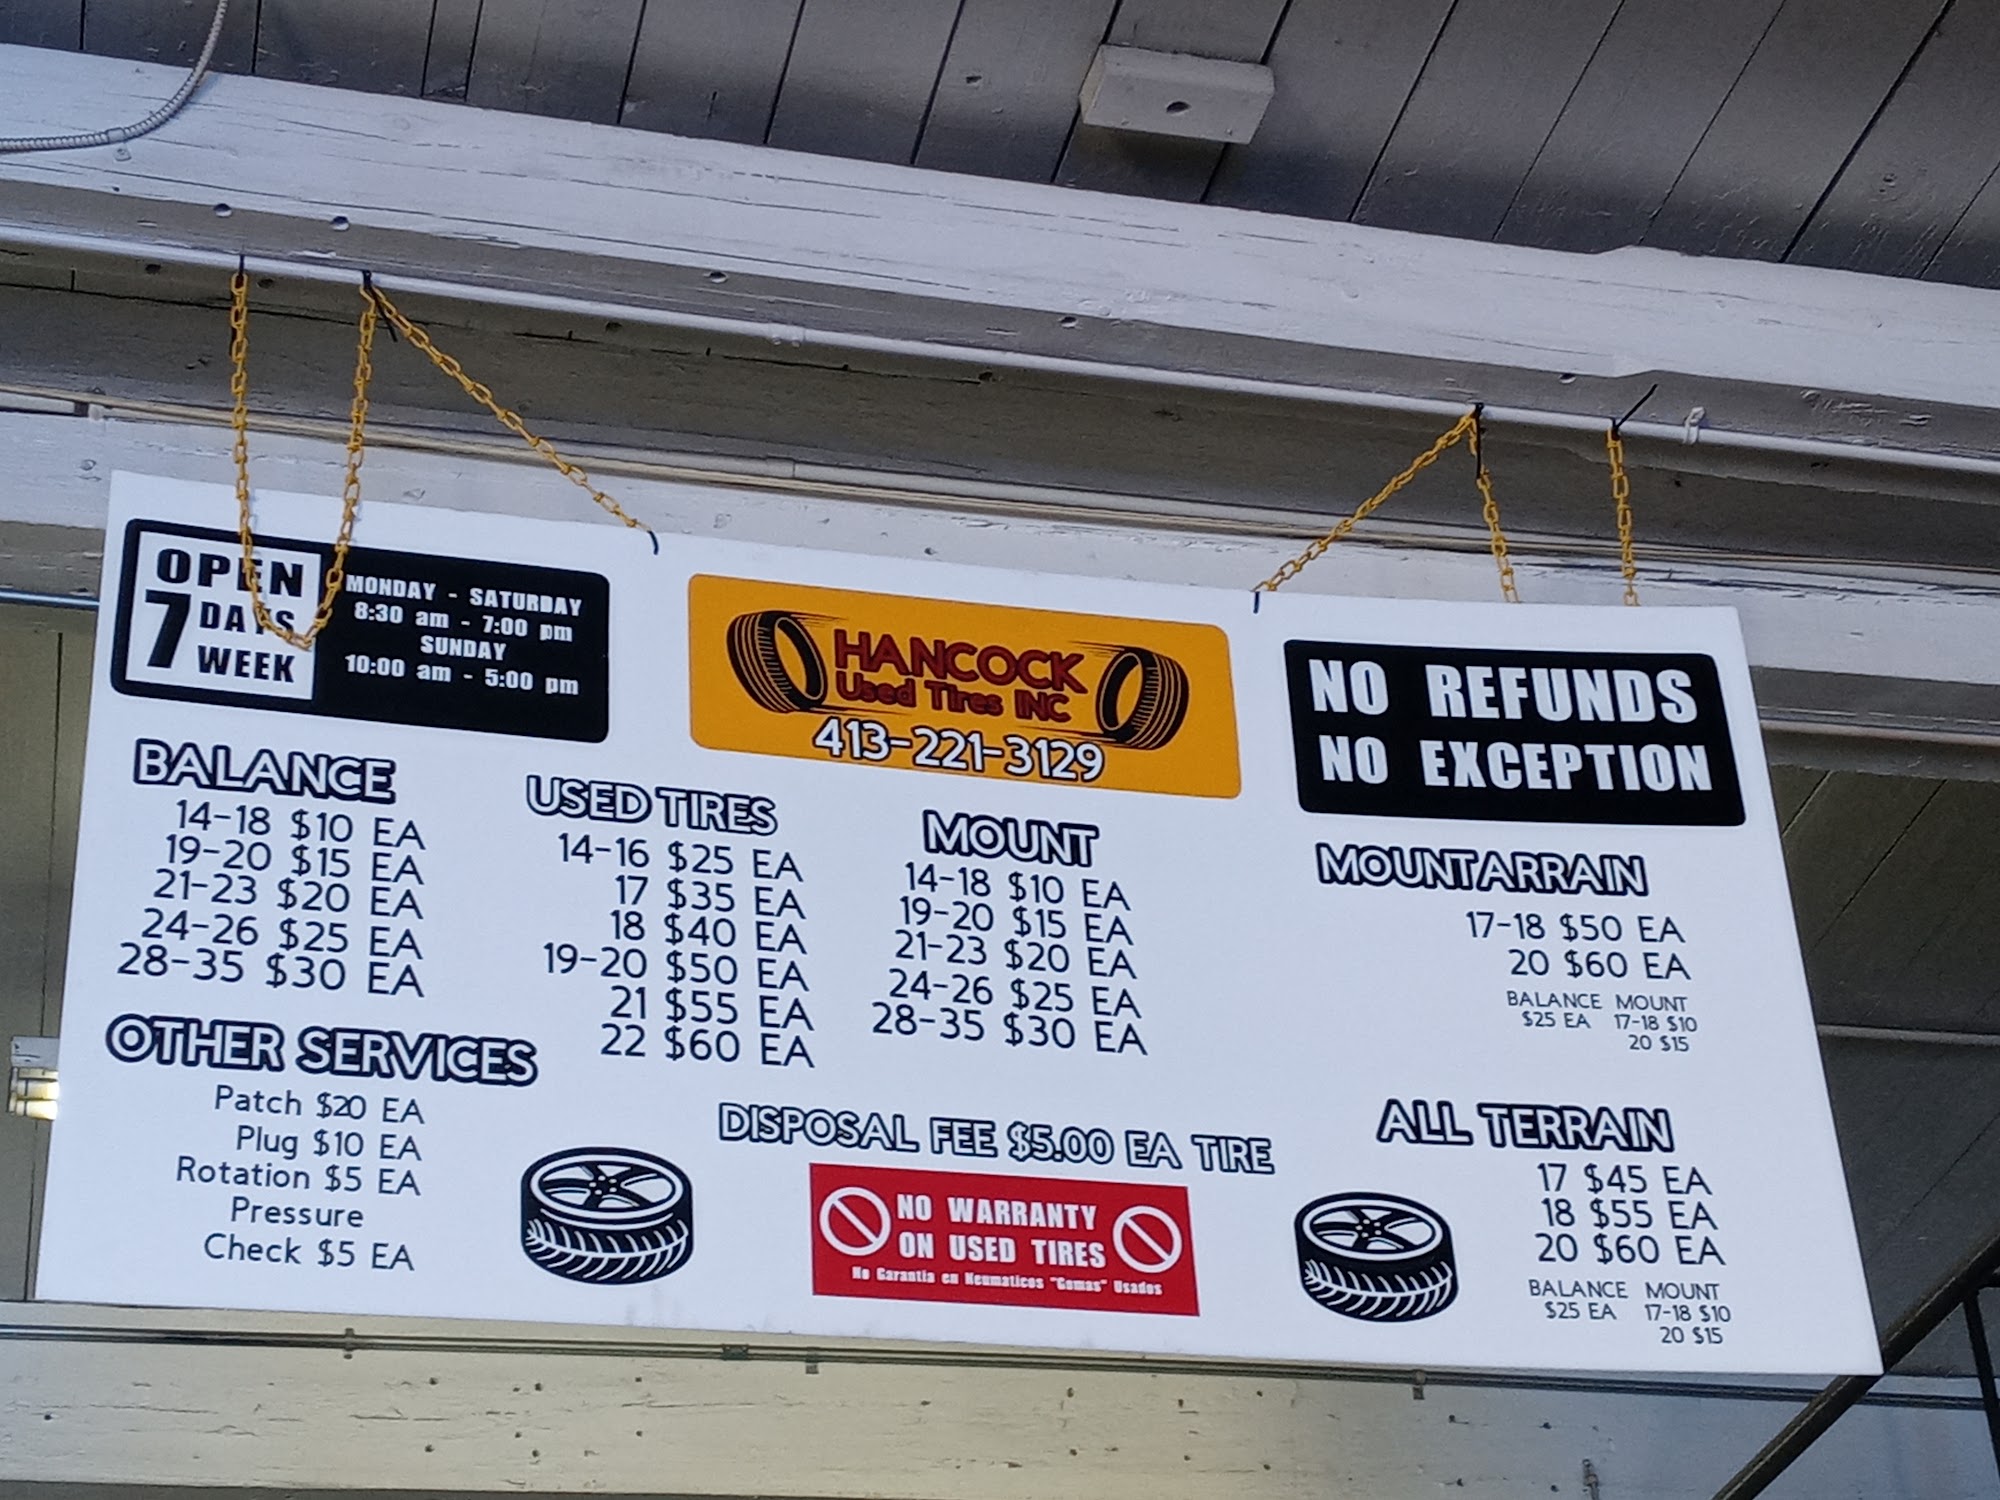 OPEN
7 DAYS
WEEK
MONDAY - SATURDAY
8:30 am - 7:00 pm
SUNDAY
10:00 am - 5:00 pm
HANCOCK
Used Tires INC
413-221-3129
NO REFUNDS
NO EXCEPTION
BALANCE
14-18 $10 EA
19-20 $15 EA
21-23 $20 EA
24-26 $25 EA
28-35 $30 EA
USED TIRES
14-16 $25 EA
17 $35 EA
18 $40 EA
19-20 $50 EA
21 $55 EA
22 $60 EA
MOUNT
14-18 $10 EA
19-20 $15 EA
21-23 $20 EA
24-26 $25 EA
28-35 $30 EA
MOUNTARRAIN
17-18 $50 EA
20 $60 EA
BALANCE MOUNT
$25 EA 17-18 $10
20 $15
OTHER SERVICES
Patch $20 EA
Plug $10 EA
Rotation $5 EA
Pressure
Check $5 EA
DISPOSAL FEE $5.00 EA TIRE
NO WARRANTY
ON USED TIRES
No Garantia en Neumaticos "Gomas" Usados
ALL TERRAIN
17 $45 EA
18 $55 EA
20 $60 EA
BALANCE MOUNT
$25 EA 17-18 $10
20 $15